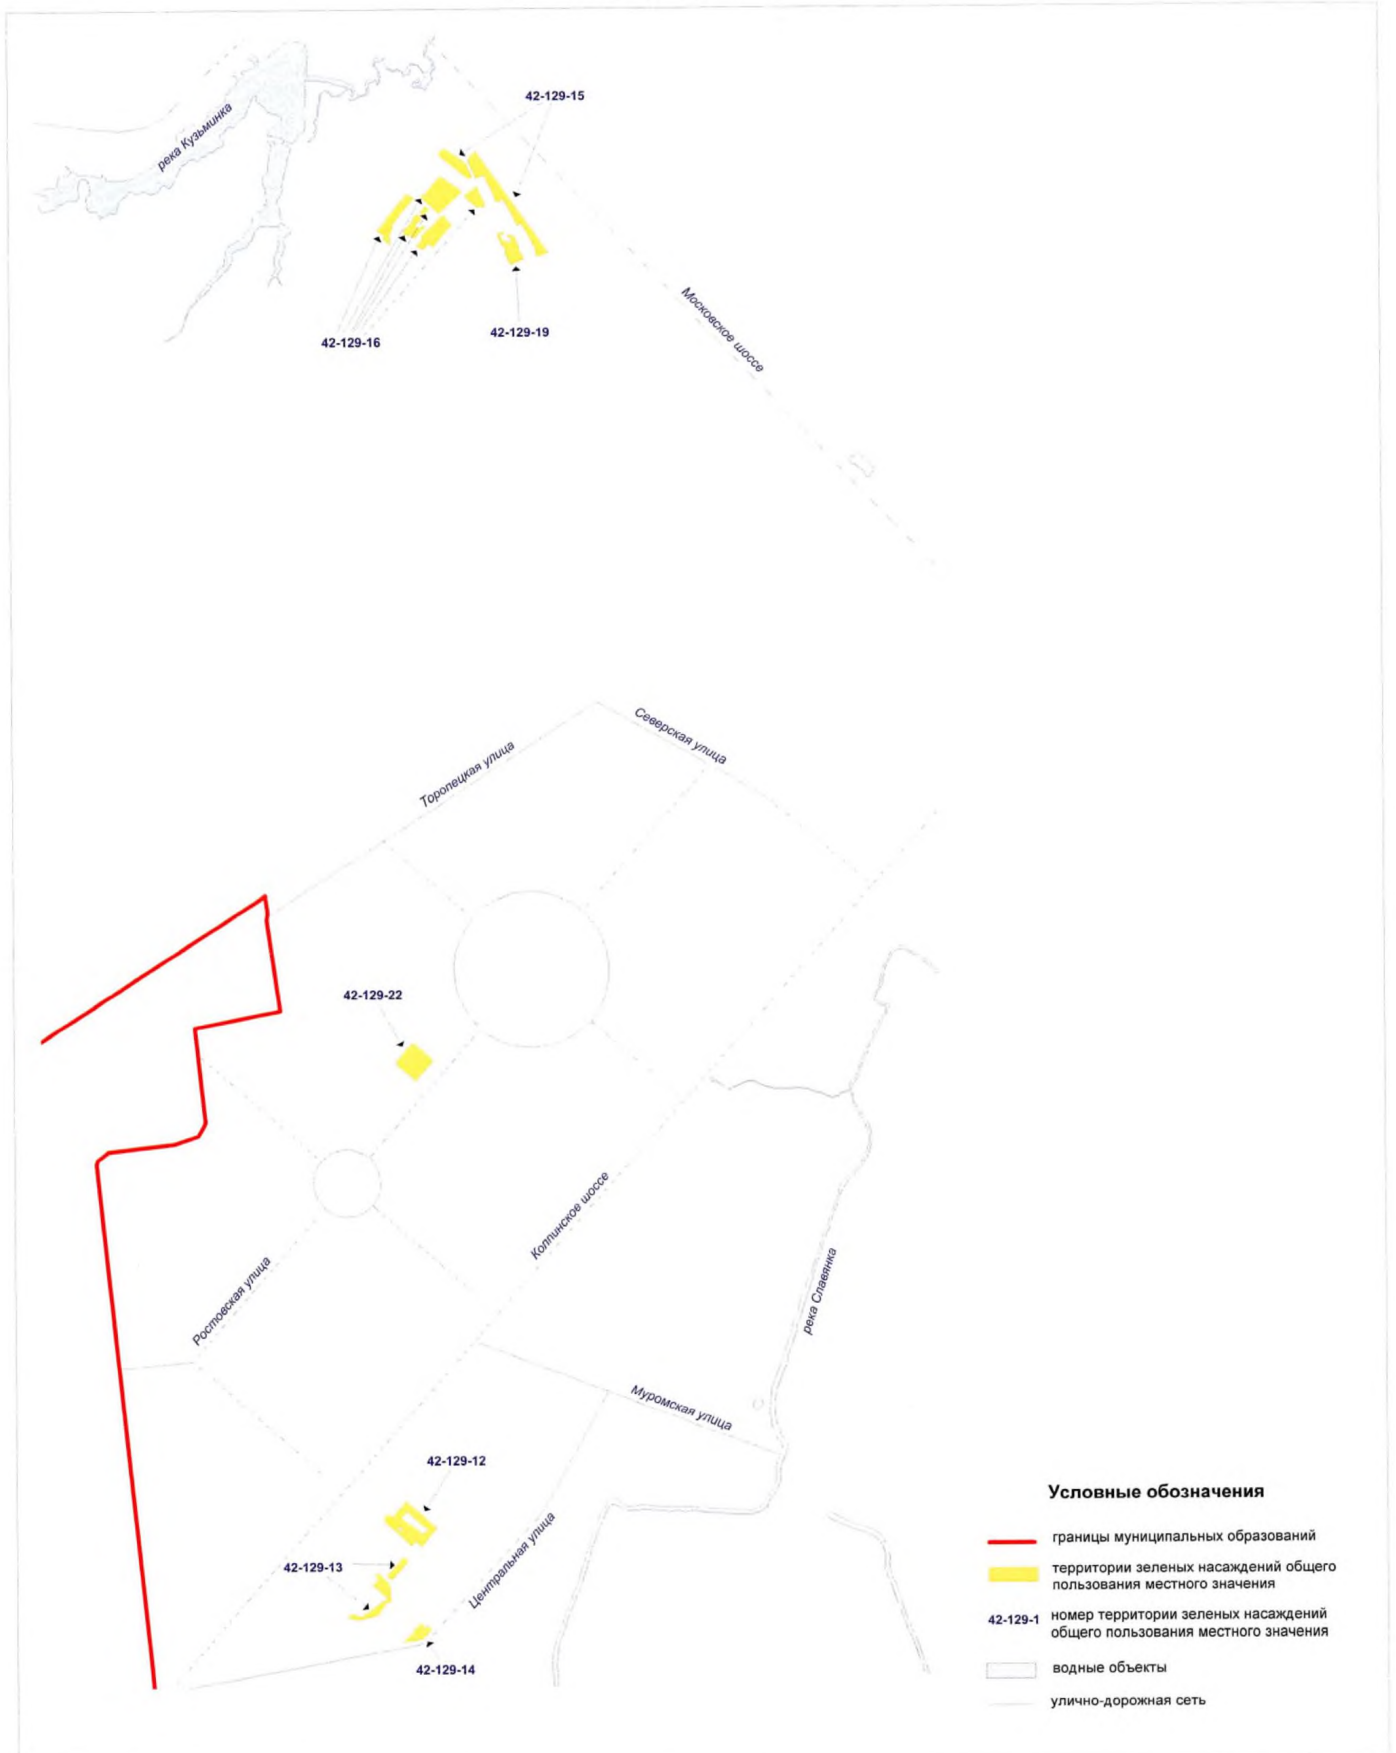 42-129-15
река Кузьминка
Московское шоссе
42-129-19
42-129-16
Северская улица
Торопецкая улица
42-129-22
Колпинское шоссе
Ростовская улица
река Славянка
Муромская улица
42-129-12
Центральная улица
42-129-13
42-129-14
Условные обозначения
границы муниципальных образований
территории зеленых насаждений общего
пользования местного значения
42-129-1
номер территории зеленых насаждений
общего пользования местного значения
водные объекты
улично-дорожная сеть